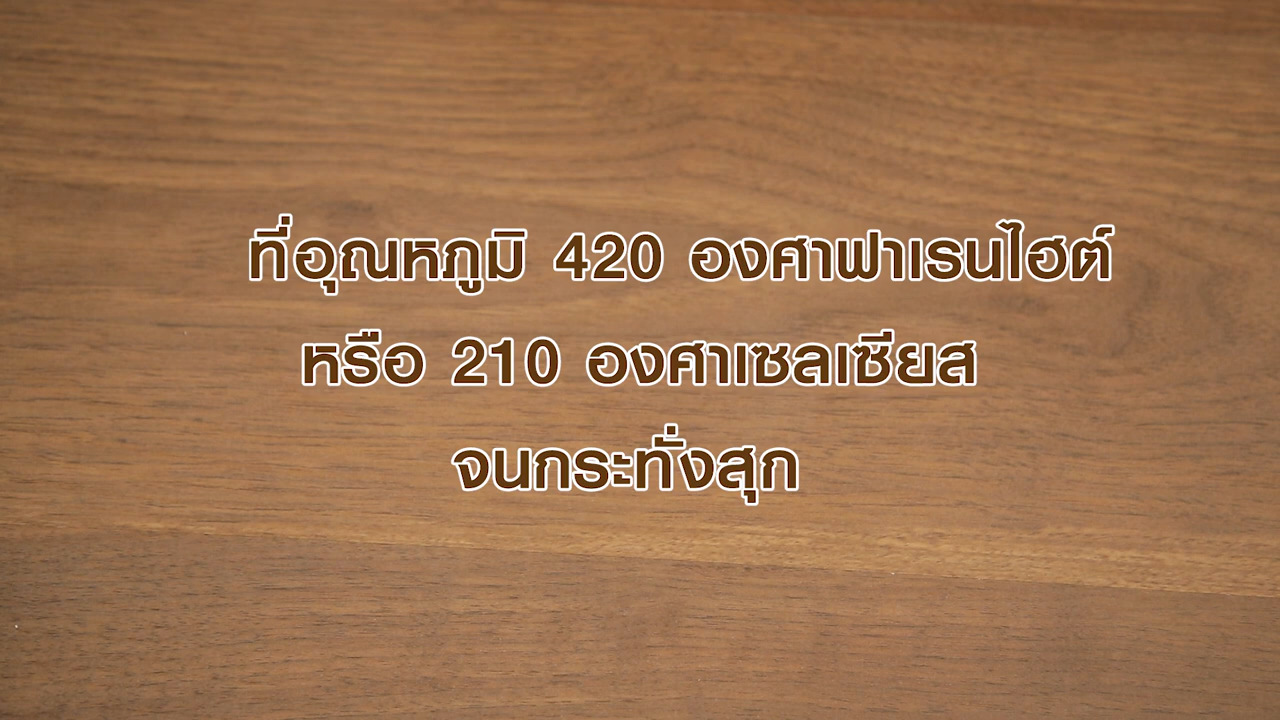 ที่อุณหภูมิ 420 องศาฟาเรนไฮต์
หรือ 210 องศาเซลเซียส
จนกระทั่งสุก